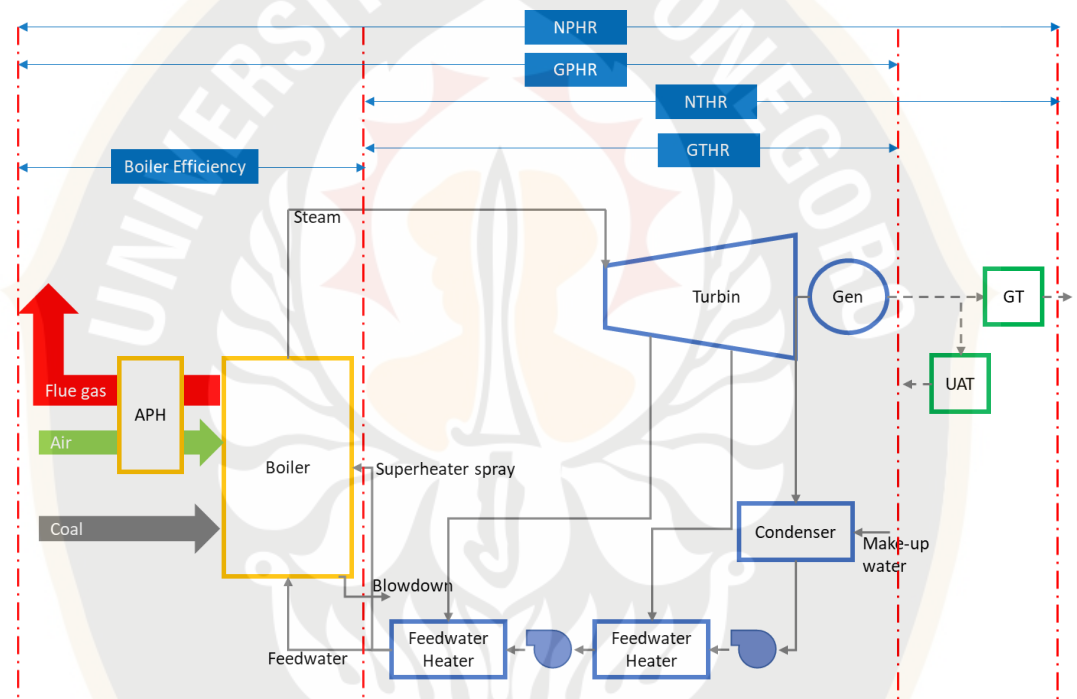 NPHR
GPHR
NTHR
GTHR
Boiler Efficiency
Steam
Turbin
Gen
GT
UAT
Flue gas
APH
Air
Boiler
Superheater spray
Coal
Condenser
Make-up
water
Blowdown
Feedwater
Heater
Feedwater
Heater
Feedwater